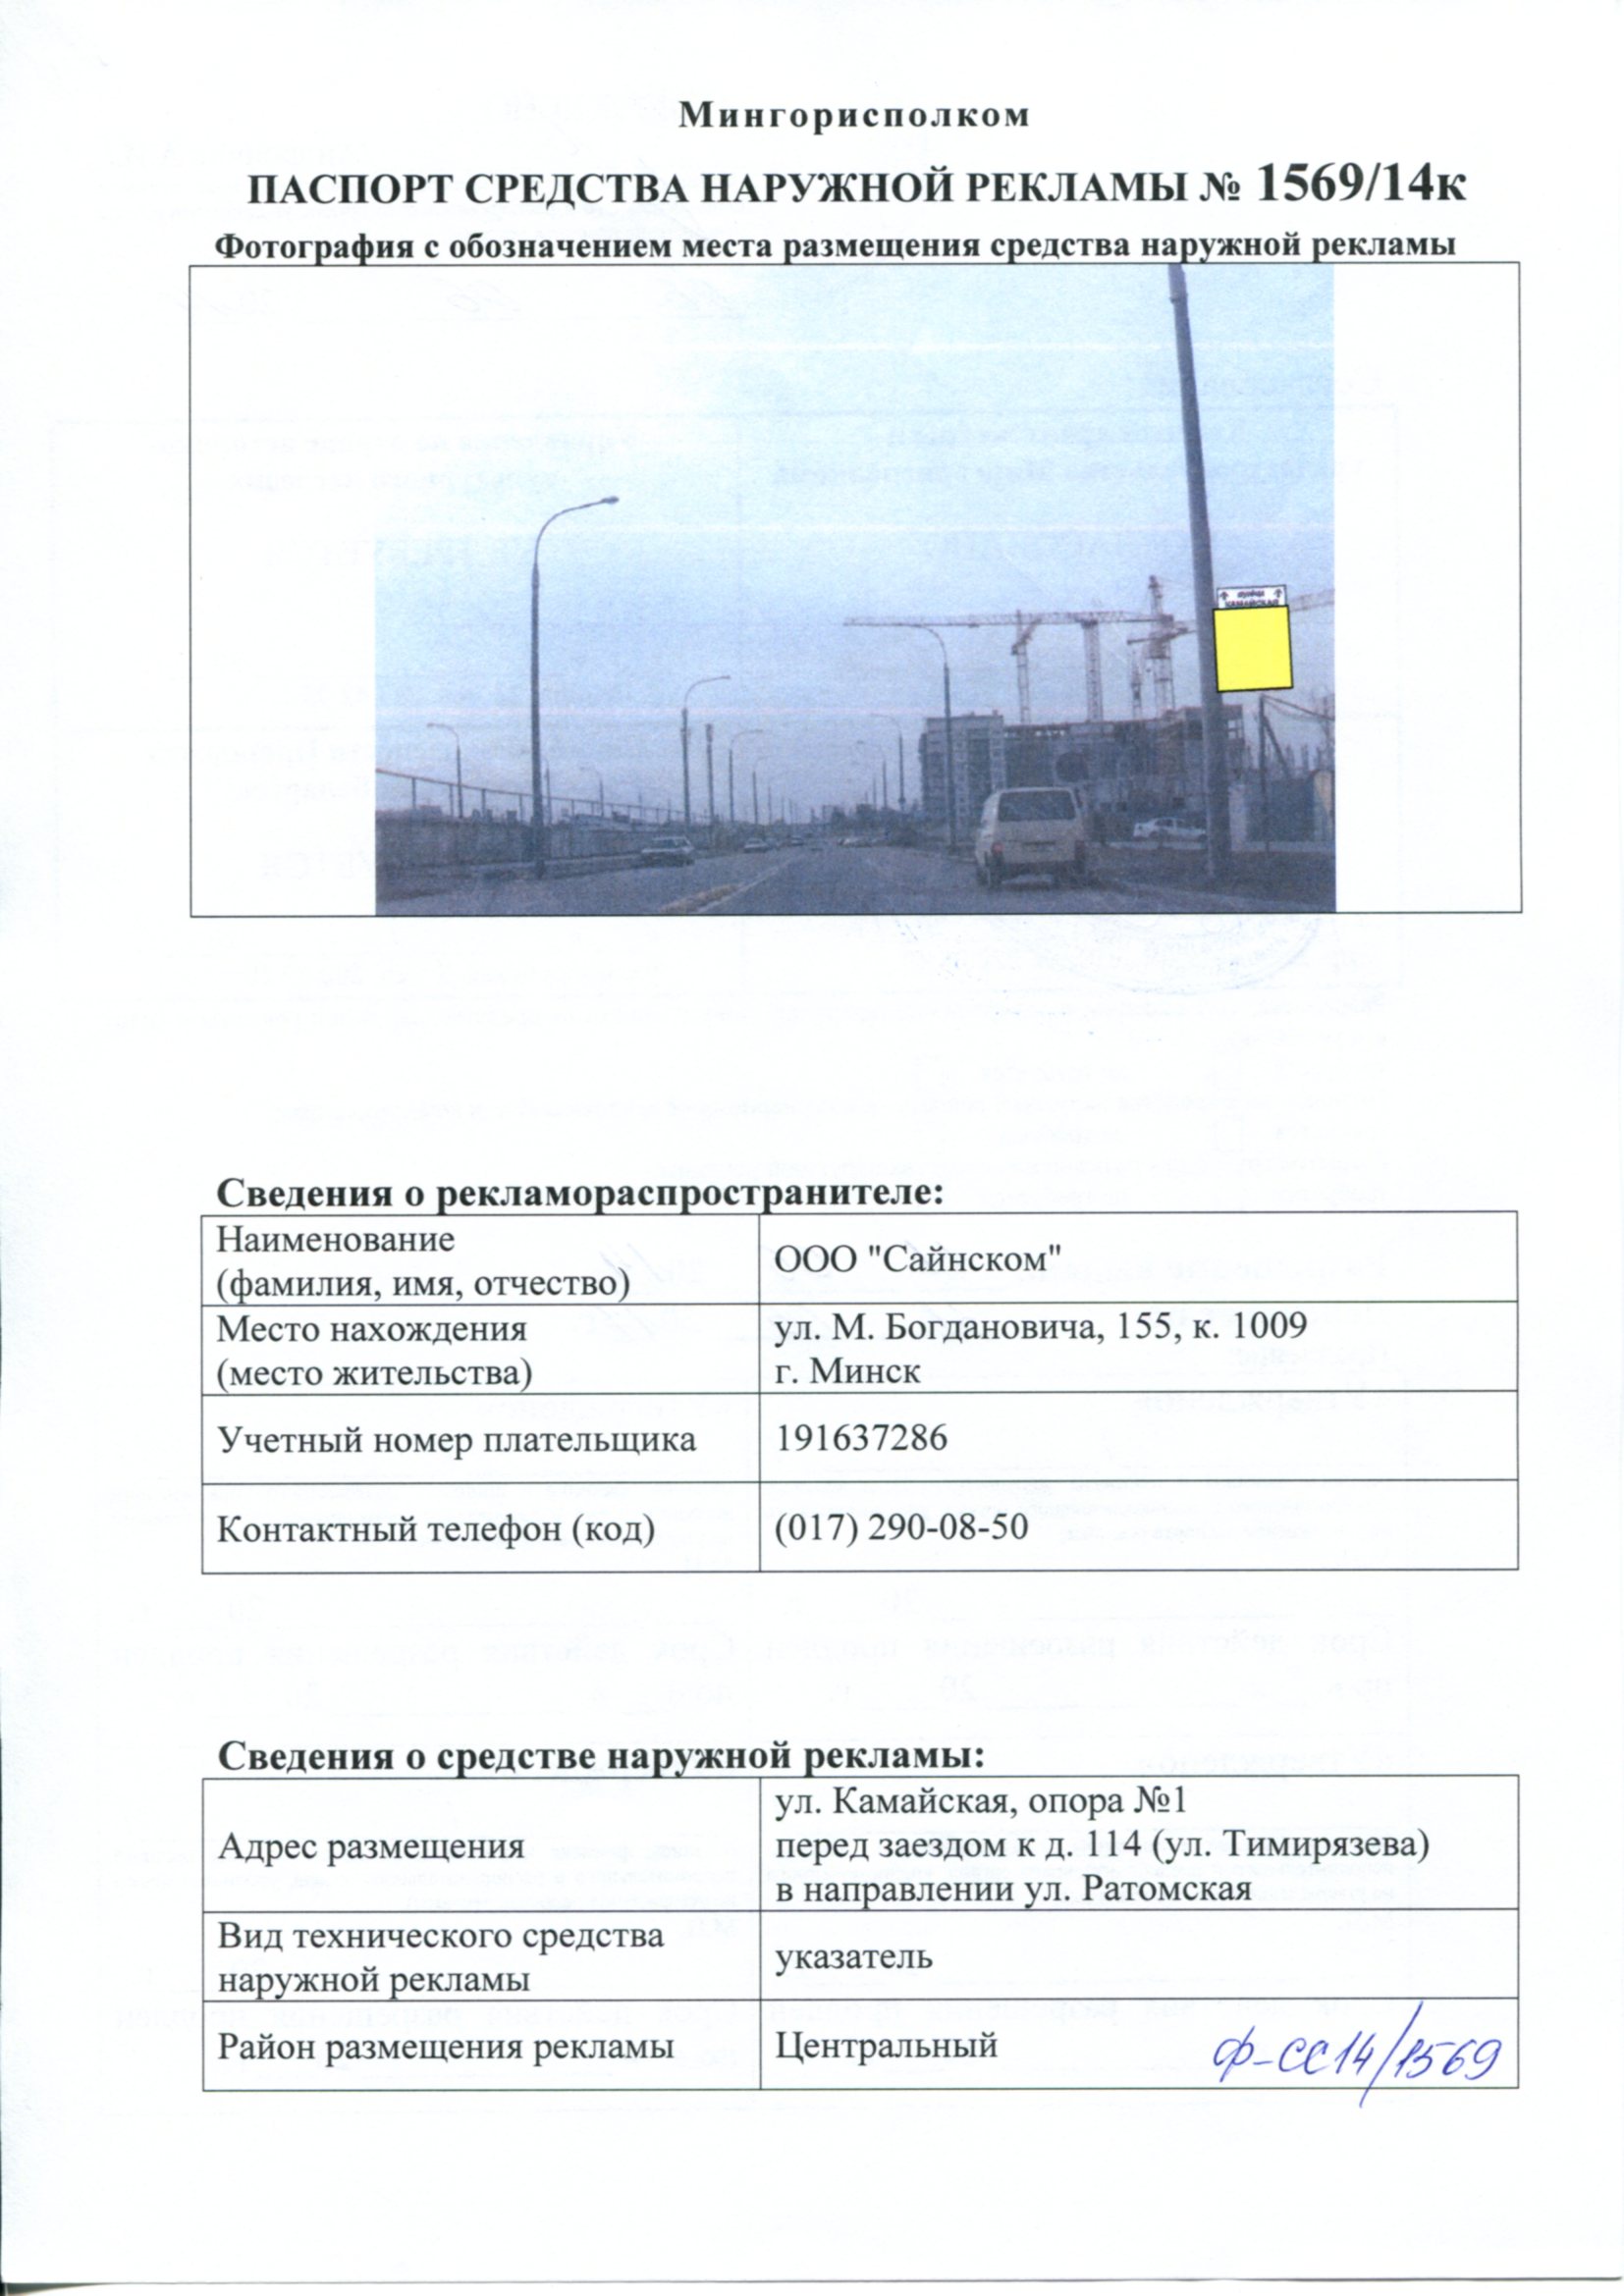 Мингорисполком
ПАСПОРТ СРЕДСТВА НАРУЖНОЙ РЕКЛАМЫ № 1569/14к
Фотография с обозначением места размещения средства наружной рекламы
улица
КАМАЙСКАЯ
Сведения о рекламораспространителе:
Наименование
(фамилия, имя, отчество)
ООО "Сайнском"
Место нахождения
(место жительства)
ул. М. Богдановича, 155, к. 1009
г. Минск
Учетный номер плательщика
191637286
Контактный телефон (код)
(017) 290-08-50
Сведения о средстве наружной рекламы:
Адрес размещения
ул. Камайская, опора №1
перед заездом к д. 114 (ул. Тимирязева)
в направлении ул. Ратомская
Вид технического средства
наружной рекламы
указатель
Район размещения рекламы
Центральный
ф-СС14/1569